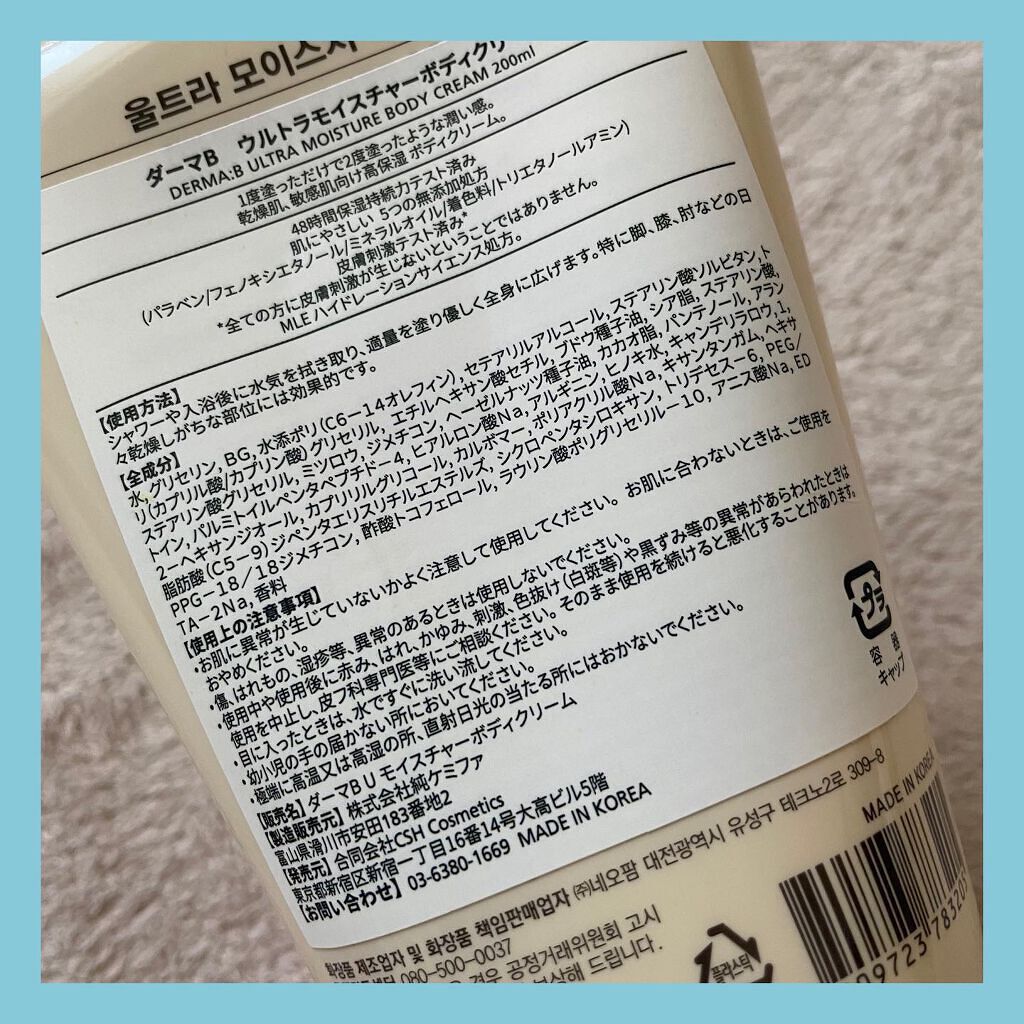 울트라 모이스처
ダーマB ウルトラモイスチャーボディクリ
DERMA:B ULTRA MOISTURE BODY CREAM 200ml
1度塗っただけで2度塗ったような潤い感。
乾燥肌、敏感肌向け高保湿 ボディクリーム。
48時間保湿持続力テスト済み
肌にやさしい 5つの無添加処方
(パラベン/フェノキシエタノール/ミネラルオイル/着色料/トリエタノールアミン)
皮膚刺激テスト済み*
*全ての方に皮膚刺激が生じないということではありません。
MLE ハイドレーションサイエンス処方。
【使用方法】
シャワーや入浴後に水気を拭き取り、適量を塗り優しく全身に広げます。特に脚、膝、肘などの日
々乾燥しがちな部位には効果的です。
【全成分】
水、グリセリン、BG、水添ポリ(C6-14オレフィン)、セテアリルアルコール、ステアリン酸ソルビタン、ト
リ(カプリル酸/カプリン酸)グリセリル、エチルヘキサン酸セチル、ブドウ種子油、シア脂、ステアリン酸、
ステアリン酸グリセリル、ミツロウ、ジメチコン、ヘーゼルナッツ種子油、カカオ脂、パンテノール、アラン
トイン、パルミトイルペンタペプチド-4、ヒアルロン酸Na、アルギニン、ヒノキ水、キャンデリラロウ、1,
2-ヘキサンジオール、カプリリルグリコール、カルボマー、ポリアクリル酸Na、キサンタンガム、ヘキサ
脂肪酸(C5-9)ジペンタエリスリチルエステルズ、シクロペンタシロキサン、トリデセス-6、PEG/
PPG-18/18ジメチコン、酢酸トコフェロール、ラウリン酸ポリグリセリル-10、アニス酸Na、ED
TA-2Na、香料
【使用上の注意事項】
・お肌に異常が生じていないかよく注意して使用してください。お肌に合わないときは、ご使用を
おやめください。
・傷、はれもの、湿疹等、異常のあるときは使用しないでください。
・使用中や使用後に赤み、はれ、かゆみ、刺激、色抜け(白斑等)や黒ずみ等の異常があらわれたときは
使用を中止し、皮フ科専門医等にご相談ください。そのまま使用を続けると悪化することがあります。
・目に入ったときは、水ですぐに洗い流してください。
・幼小児の手の届かない所においてください。
・極端に高温又は高湿の所、直射日光の当たる所にはおかないでください。
【販売名】ダーマB U モイスチャーボディクリーム
【製造販売元】株式会社純ケミファ
富山県滑川市安田183番地2
【発売元】合同会社CSH Cosmetics
東京都新宿区新宿一丁目16番14号大高ビル5階
【お問い合わせ】03-6380-1669 MADE IN KOREA
プラ
容器
キャップ
화장품 제조업자 및 화장품 책임판매업자 ㈜네오팜 대전광역시 유성구 테크노2로 309-8
080-500-0037
MADE IN KOREA
경우 공정거래위원회 고시
보상해 드립니다.
플라스틱
09723 78320